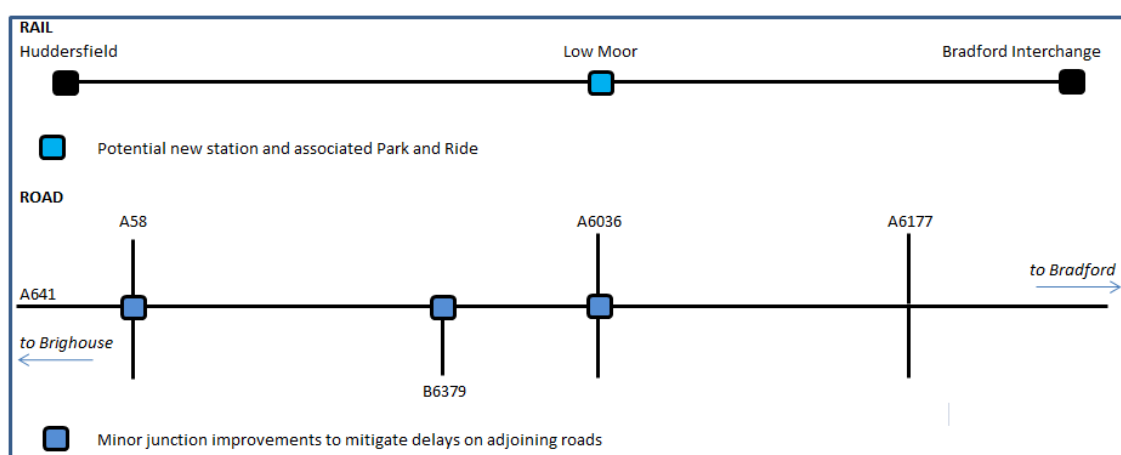 RAIL
Huddersfield Low Moor Bradford Interchange
Potential new station and associated Park and Ride
ROAD
A58 A6036 A6177
to Bradford
A641
to Brighouse
B6379
Minor junction improvements to mitigate delays on adjoining roads